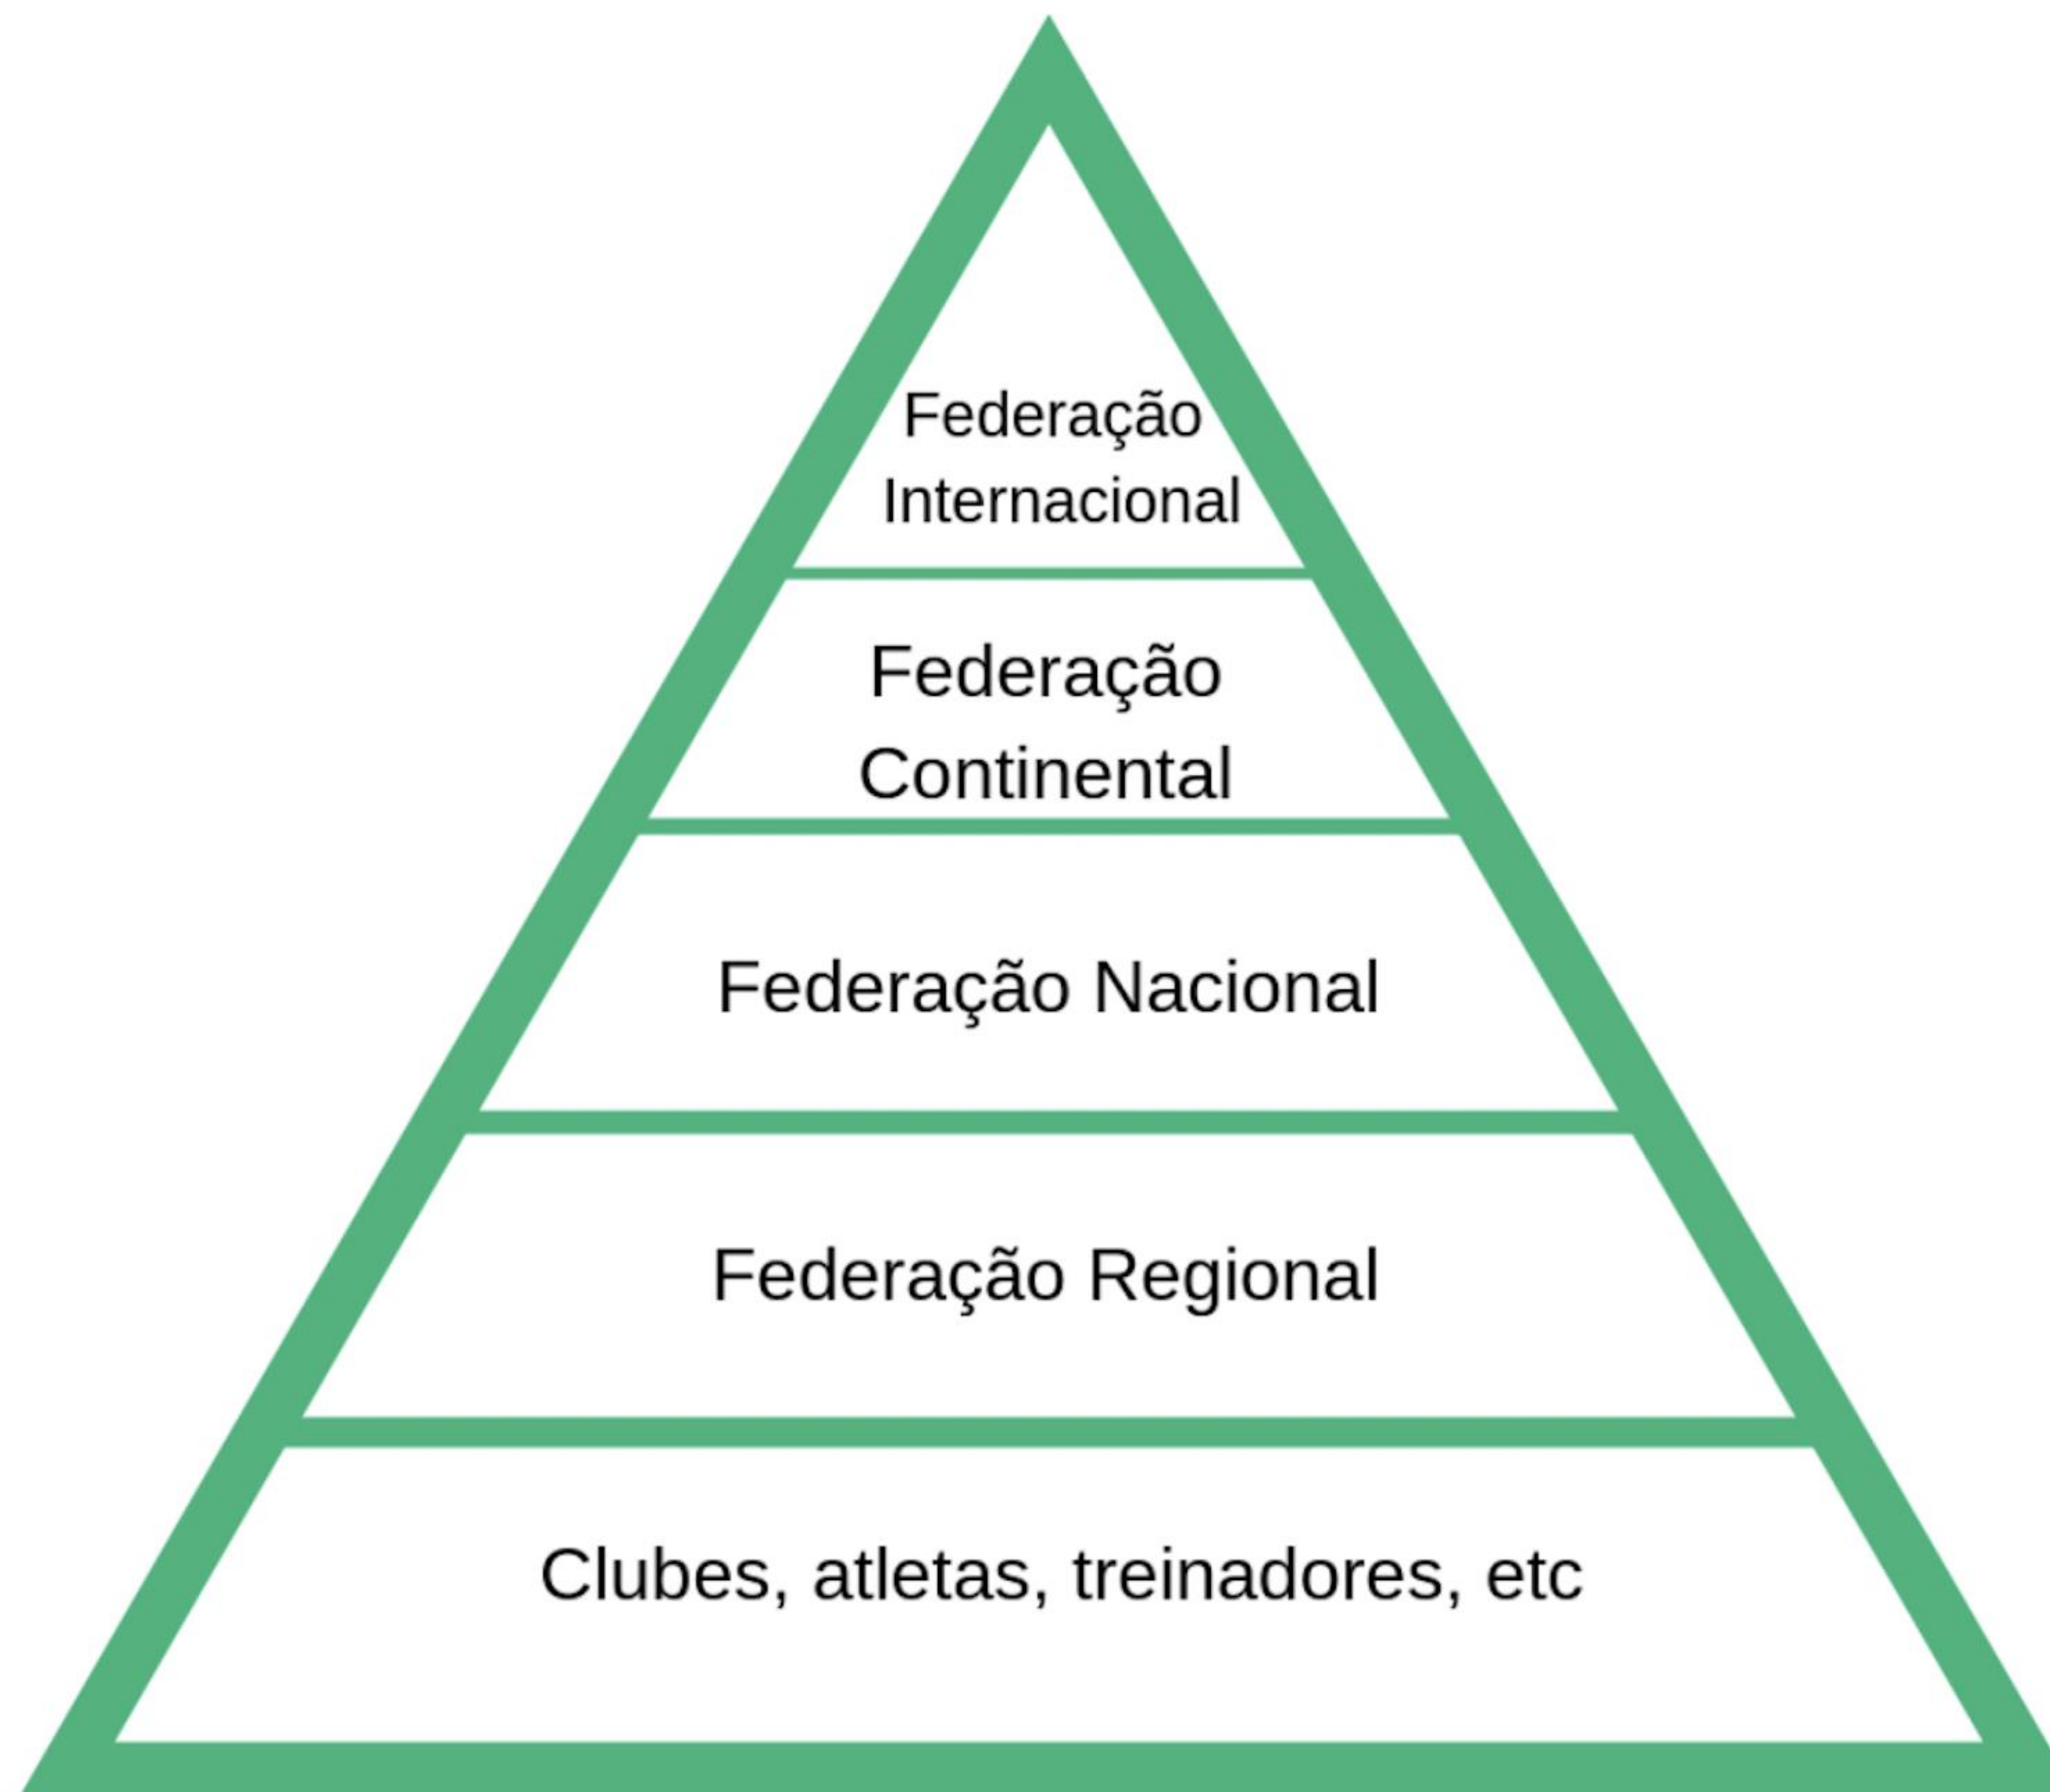 Federação
Internacional
Federação
Continental
Federação Nacional
Federação Regional
Clubes, atletas, treinadores, etc